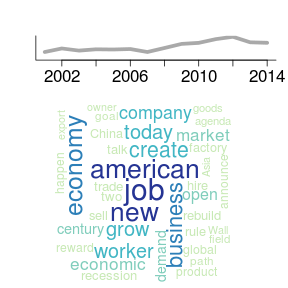 2002 2006 2010 2014
owner
goods
export
goal
company
agenda
economy
China
today
market
talk
create
factory
happen
american
Asia
announce
trade
job
hire
two
new
business
open
sell
rebuild
century
grow
rule
Wall
field
reward
worker
demand
global
economic
path
recession
product